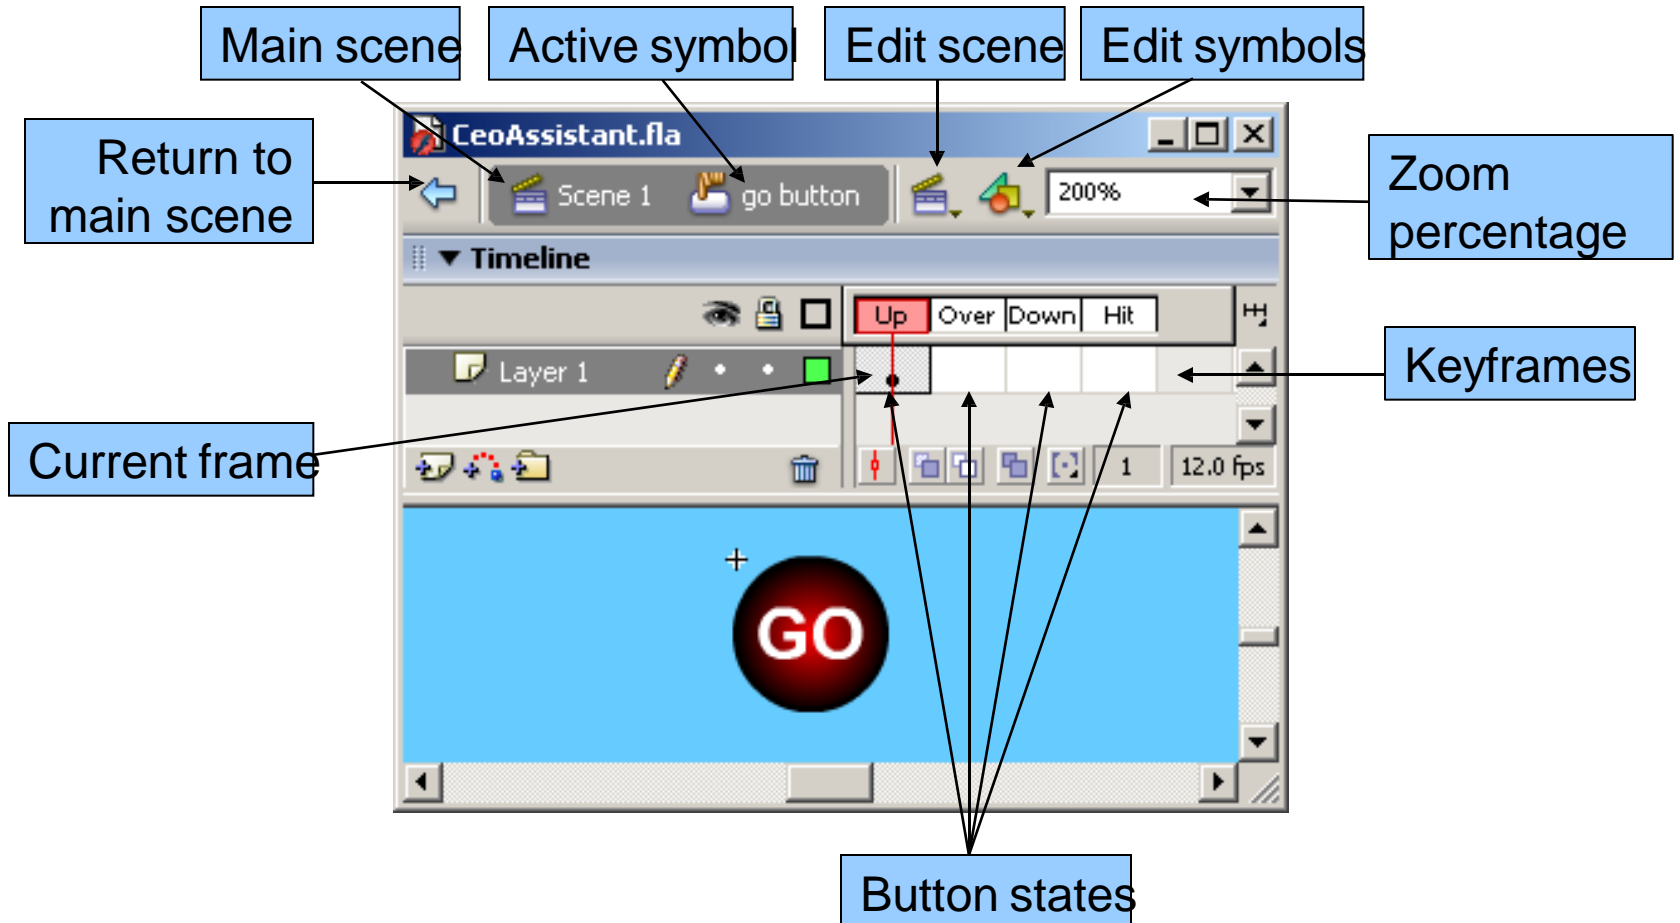 Main scene
Active symbol
Edit scene
Edit symbols
Return to
main scene
CeoAssistant.fla
Zoom
percentage
Scene 1
go button
200%
Timeline
Up
Over
Down
Hit
Layer 1
Keyframes
Current frame
1
12.0 fps
GO
Button states